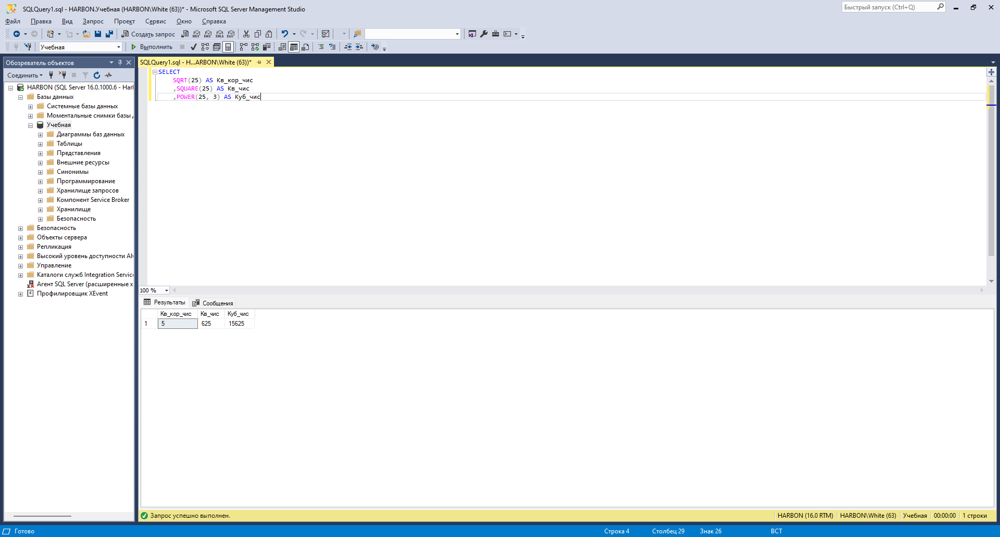 SQLQuery1.sql - HARBON.Учебная (HARBON\White (63))* - Microsoft SQL Server Management Studio
Быстрый запуск (Ctrl+Q)
Файл Правка Вид Запрос Проект Сервис Окно Справка
Создать запрос MDX DMX XMLA DAX
Учебная Выполнить
Обозреватель объектов
SQLQuery1.sql - H...ARBON\White (63))*
Соединить
HARBON (SQL Server 16.0.1000.6 - Harl
Базы данных
Системные базы данных
Моментальные снимки базы
Учебная
Диаграммы баз данных
Таблицы
Представления
Внешние ресурсы
Синонимы
Программирование
Хранилище запросов
Компонент Service Broker
Хранилище
Безопасность
Безопасность
Объекты сервера
Репликация
Высокий уровень доступности
Управление
Каталоги служб Integration Servic
Агент SQL Server (расширенные х
Профилировщик XEvent
SELECT
SQRT(25) AS Кв_кор_чис
,SQUARE(25) AS Кв_чис
,POWER(25, 3) AS Куб_чис
100 %
Результаты Сообщения
Кв_кор_чис Кв_чис Куб_чис
1 5 625 15625
Запрос успешно выполнен.
HARBON (16.0 RTM) HARBON\White (63) Учебная 00:00:00 1 строки
Готово
Строка 4 Столбец 29 Знак 26 ВСТ